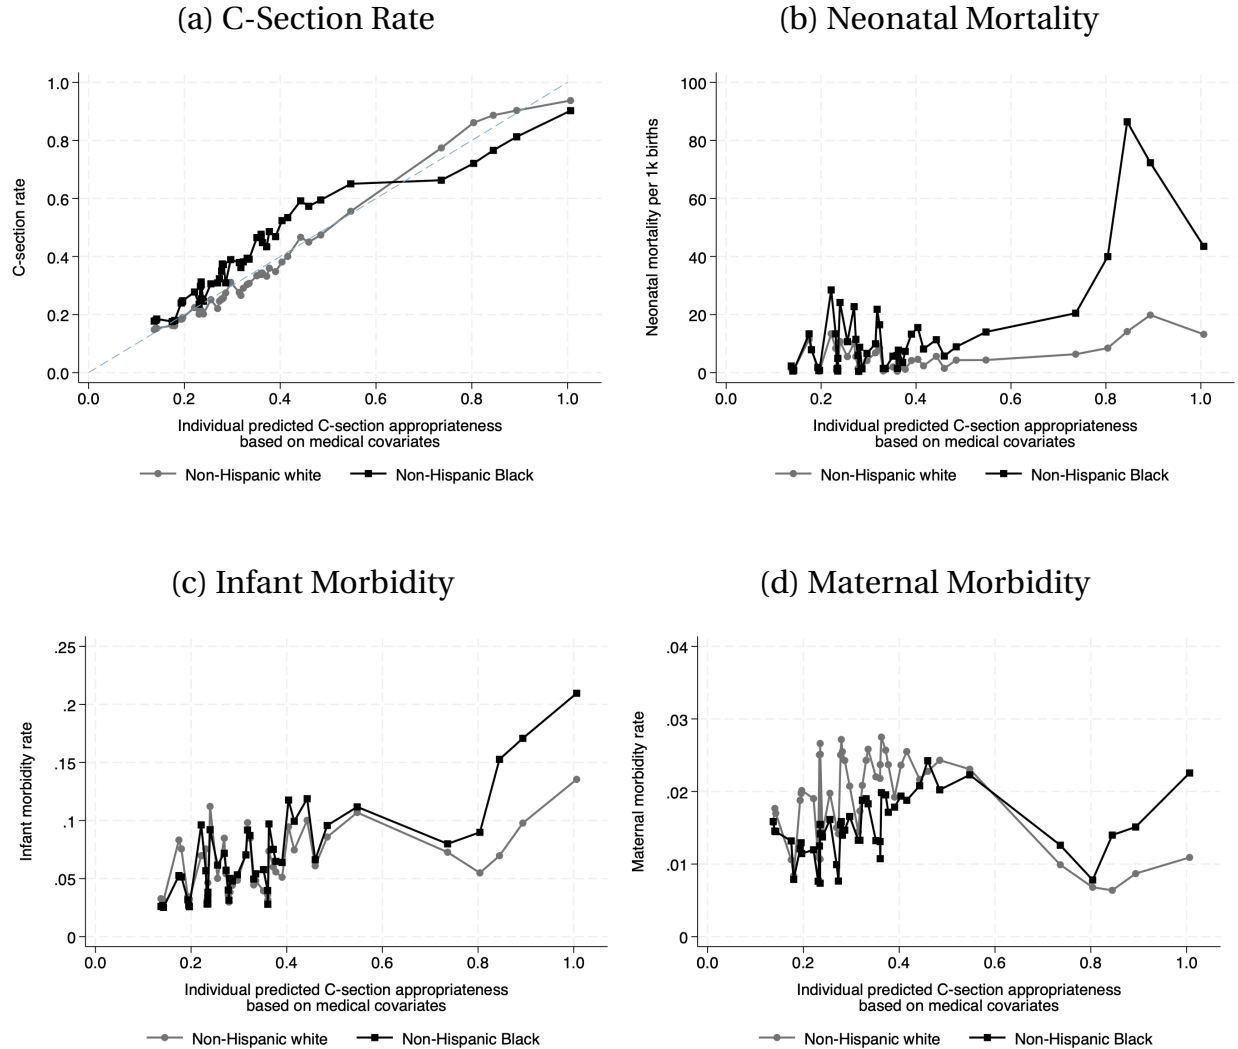 (a) C-Section Rate
C-section rate
1.0
0.8
0.6
0.4
0.2
0.0
0.0 0.2 0.4 0.6 0.8 1.0
Individual predicted C-section appropriateness
based on medical covariates
Non-Hispanic white Non-Hispanic Black
(b) Neonatal Mortality
Neonatal mortality per 1k births
100
80
60
40
20
0
0.0 0.2 0.4 0.6 0.8 1.0
Individual predicted C-section appropriateness
based on medical covariates
Non-Hispanic white Non-Hispanic Black
(c) Infant Morbidity
Infant morbidity rate
.25
.2
.15
.1
.05
0
0.0 0.2 0.4 0.6 0.8 1.0
Individual predicted C-section appropriateness
based on medical covariates
Non-Hispanic white Non-Hispanic Black
(d) Maternal Morbidity
Maternal morbidity rate
.04
.03
.02
.01
0
0.0 0.2 0.4 0.6 0.8 1.0
Individual predicted C-section appropriateness
based on medical covariates
Non-Hispanic white Non-Hispanic Black